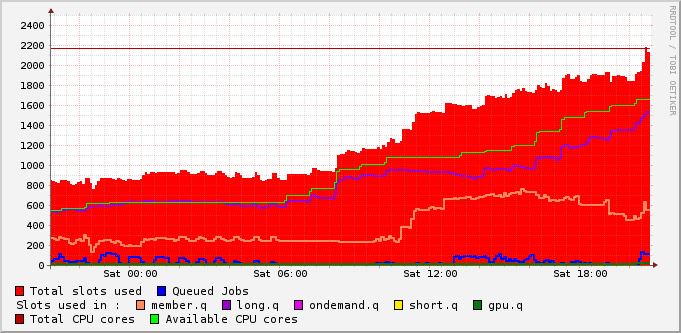 2400
2200
2000
1800
1600
1400
1200
1000
800
600
400
200
0
Sat 00:00 Sat 06:00 Sat 12:00 Sat 18:00
Total slots used Queued Jobs
Slots used in : member.q long.q ondemand.q short.q gpu.q
Total CPU cores Available CPU cores
RRDTOOL / TOBI OETIKER